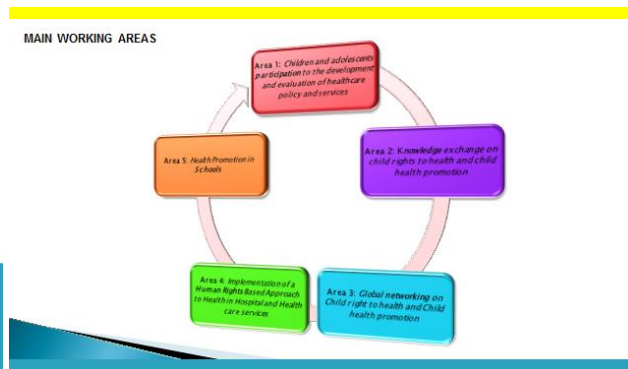 MAIN WORKING AREAS
Area 1: Children and adolescents
participation to the development
and evaluation of healthcare
policy and services
Area 2: Knowledge exchange on
child rights to health and child
health promotion
Area 3: Global networking on
Child right to health and Child
health promotion
Area 4: Implementation of a
Human Rights Based Approach
to Health in Hospital and Health
care services
Area 5: Health Promotion in
Schools